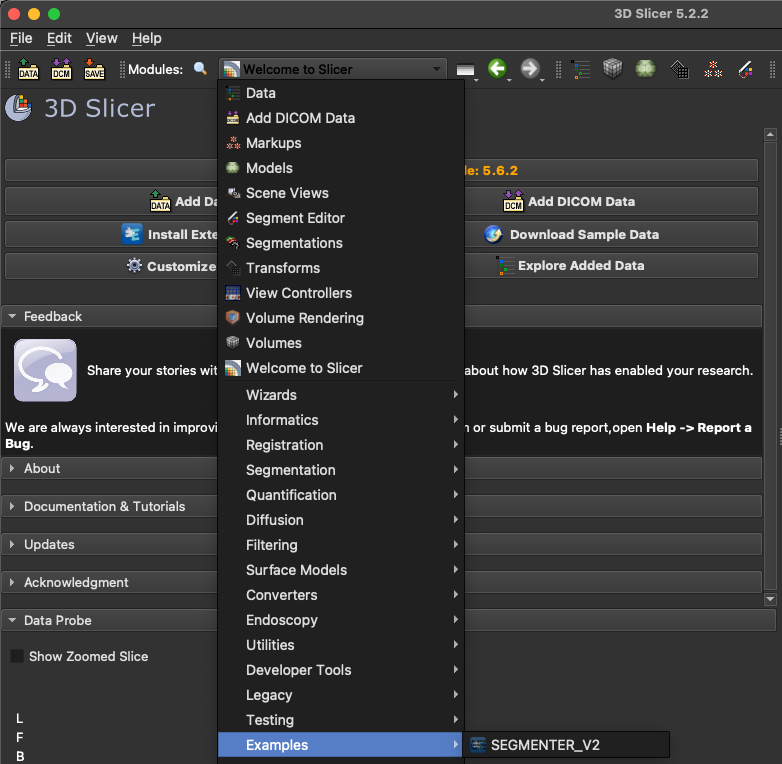 3D Slicer 5.2.2
File Edit View Help
DATA DCM SAVE Modules: Welcome to Slicer
3D Slicer
Data
Add DICOM Data
Markups
Models
Scene Views
Segment Editor
Segmentations
Transforms
View Controllers
Volume Rendering
Volumes
Welcome to Slicer
Wizards
Informatics
Registration
Segmentation
Quantification
Diffusion
Filtering
Surface Models
Converters
Endoscopy
Utilities
Developer Tools
Legacy
Testing
Examples
SEGMENTER_V2
: 5.6.2
DATA Add
DCM Add DICOM Data
Install
Download Sample Data
Customize
Explore Added Data
Feedback
Share your stories
about how 3D Slicer has enabled your research.
We are always interested in
or submit a bug report,open Help -> Report a
Bug.
About
Documentation & Tutorials
Updates
Acknowledgment
Data Probe
Show Zoomed Slice
L
F
B